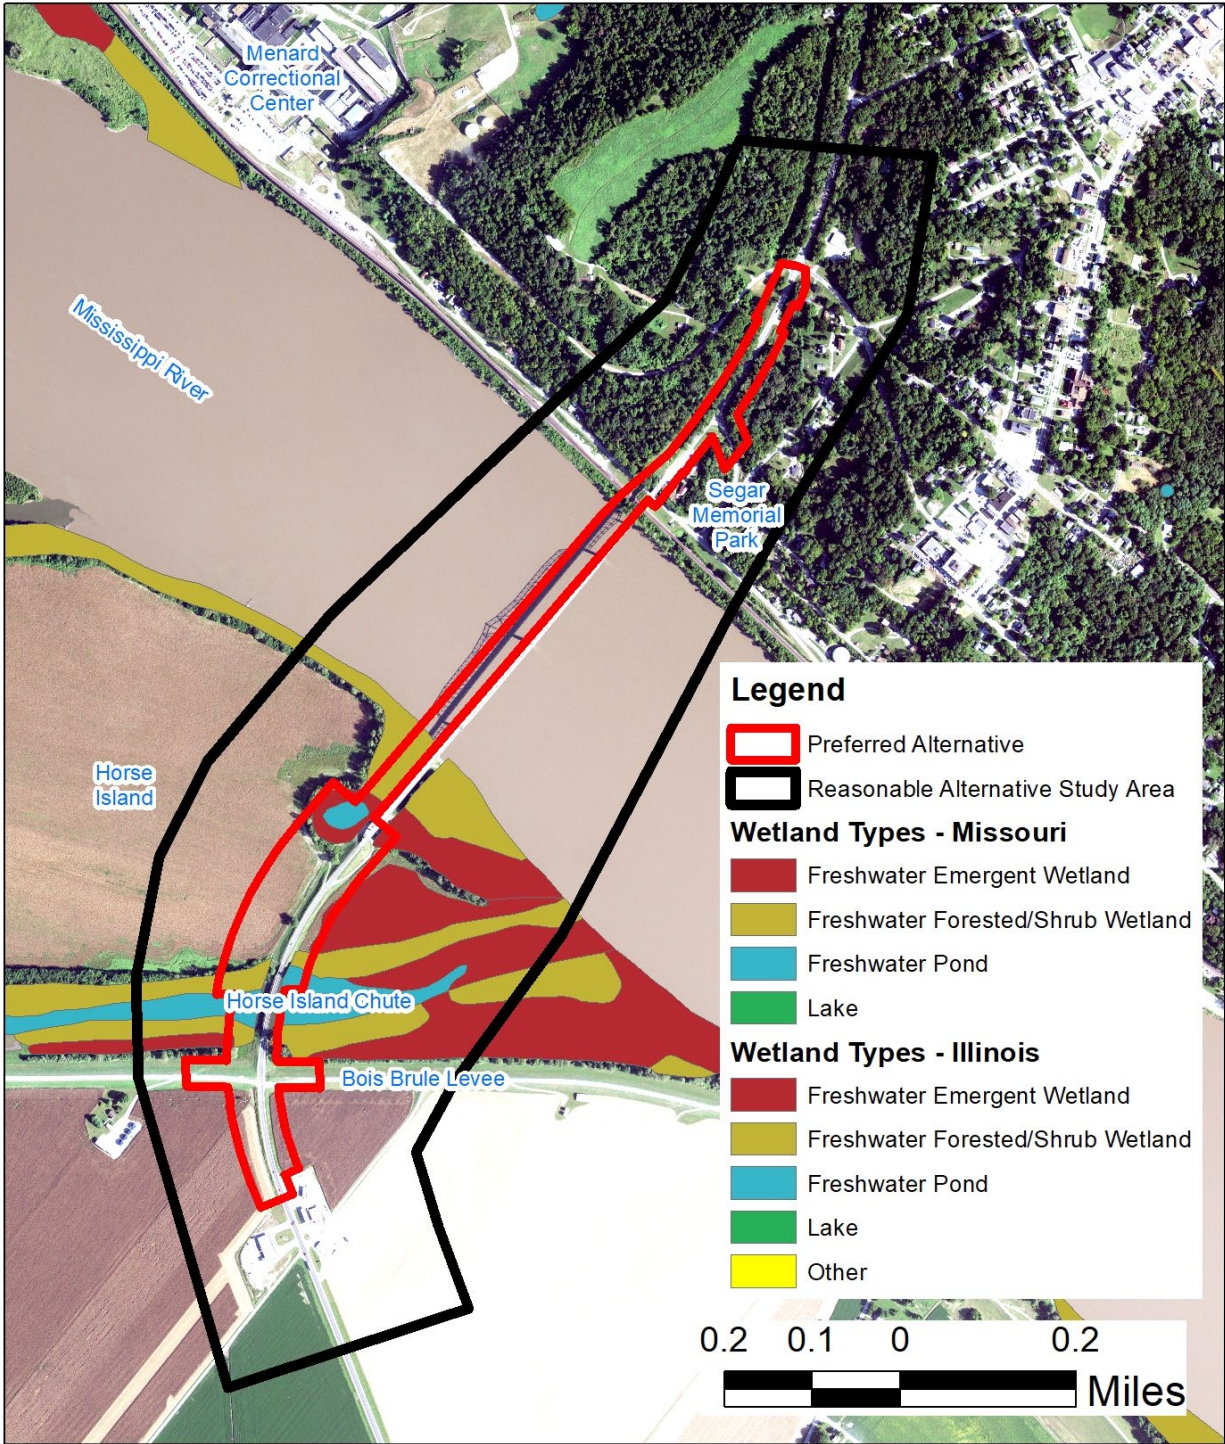 Menard
Correctional
Center
Mississippi River
Segar
Memorial
Park
Horse
Island
Horse Island Chute
Bois Brule Levee
Legend
Preferred Alternative
Reasonable Alternative Study Area
Wetland Types - Missouri
Freshwater Emergent Wetland
Freshwater Forested/Shrub Wetland
Freshwater Pond
Lake
Wetland Types - Illinois
Freshwater Emergent Wetland
Freshwater Forested/Shrub Wetland
Freshwater Pond
Lake
Other
0.2 0.1 0 0.2
Miles